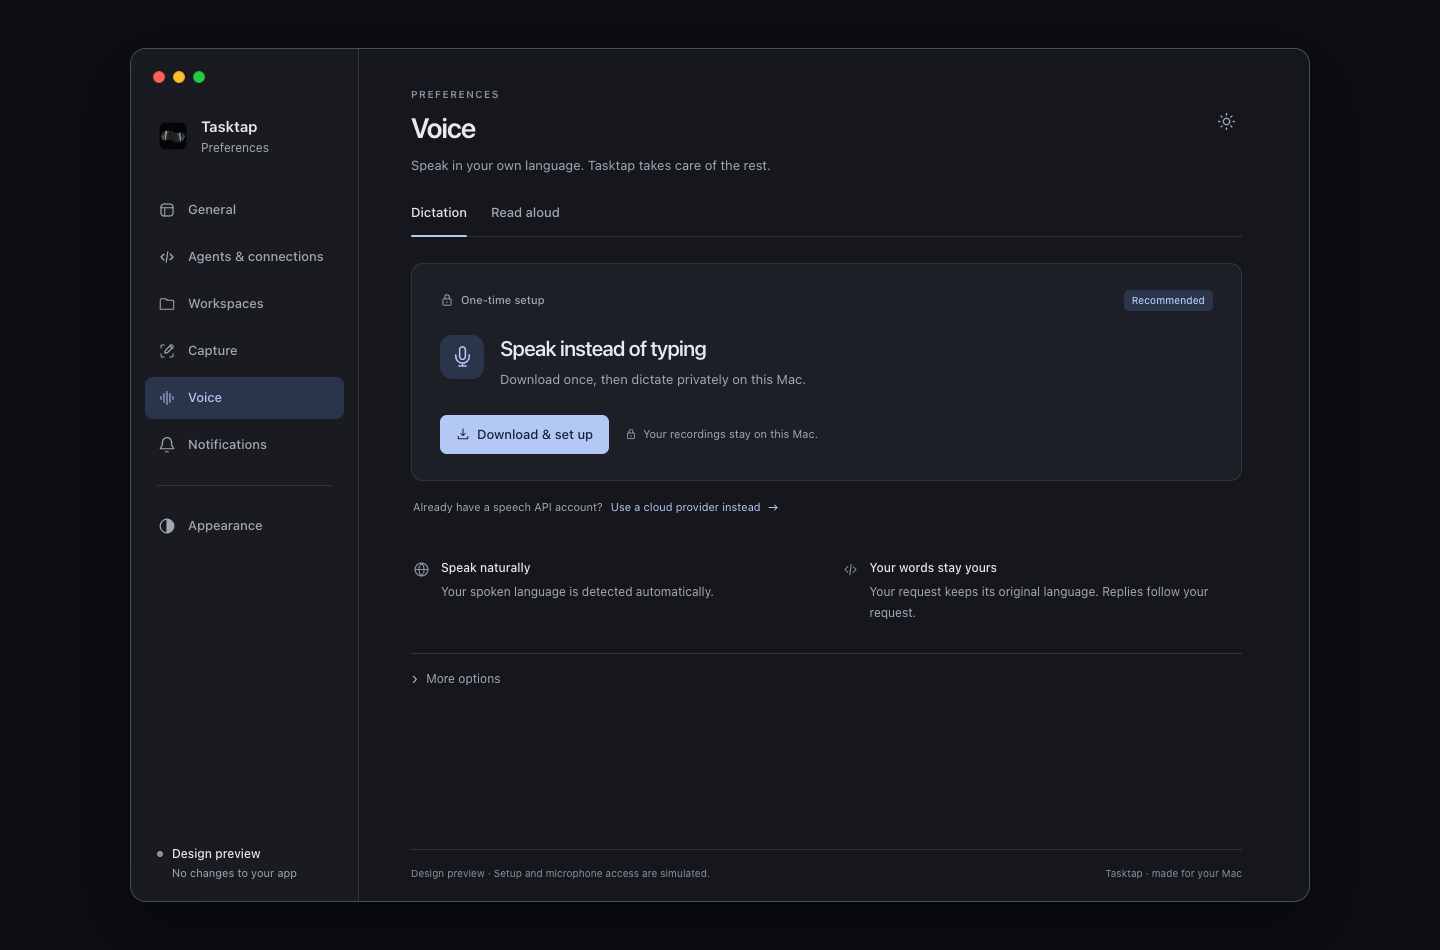 Tasktap
Preferences
General
Agents & connections
Workspaces
Capture
Voice
Notifications
Appearance
Design preview
No changes to your app
PREFERENCES
Voice
Speak in your own language. Tasktap takes care of the rest.
Dictation
Read aloud
One-time setup
Recommended
Speak instead of typing
Download once, then dictate privately on this Mac.
Download & set up
Your recordings stay on this Mac.
Already have a speech API account? Use a cloud provider instead →
Speak naturally
Your spoken language is detected automatically.
Your words stay yours
Your request keeps its original language. Replies follow your
request.
More options
Design preview · Setup and microphone access are simulated.
Tasktap · made for your Mac